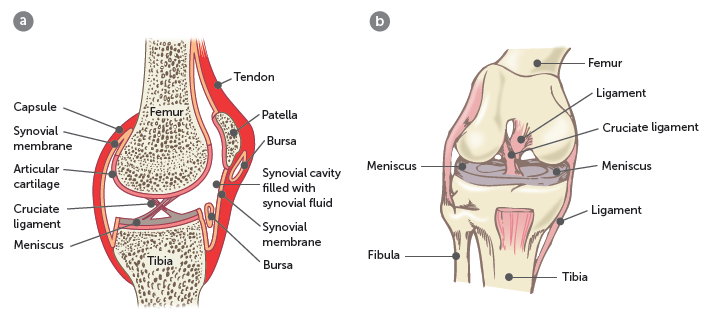 a
Tendon
Femur
Patella
Bursa
Capsule
Synovial
membrane
Articular
cartilage
Cruciate
ligament
Meniscus
Synovial cavity
filled with
synovial fluid
Synovial
membrane
Bursa
Tibia
b
Femur
Ligament
Cruciate ligament
Meniscus
Meniscus
Ligament
Fibula
Tibia